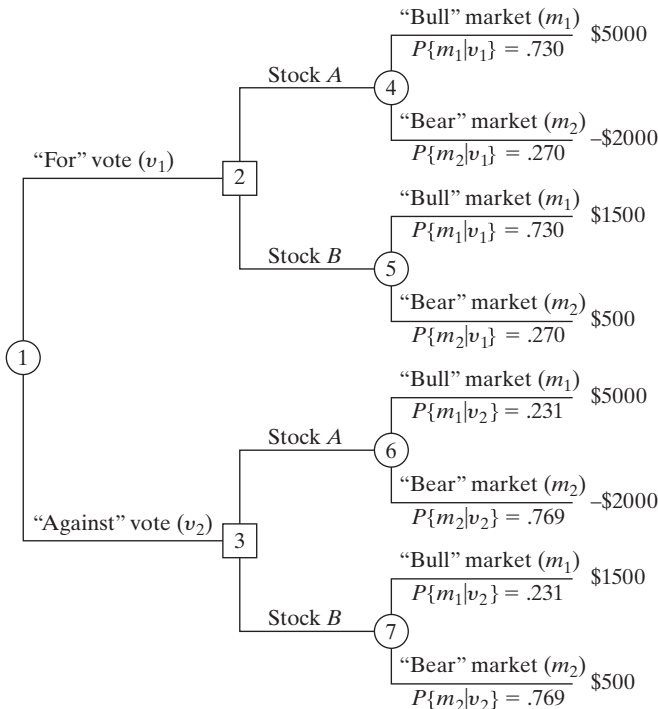 “Bull” market (m₁)
P{m₁|v₁} = .730
$5000
Stock A
4
“Bear” market (m₂)
P{m₂|v₁} = .270
–$2000
“For” vote (v₁)
2
“Bull” market (m₁)
P{m₁|v₁} = .730
$1500
Stock B
5
“Bear” market (m₂)
P{m₂|v₁} = .270
$500
1
“Bull” market (m₁)
P{m₁|v₂} = .231
$5000
Stock A
6
“Bear” market (m₂)
P{m₂|v₂} = .769
–$2000
“Against” vote (v₂)
3
“Bull” market (m₁)
P{m₁|v₂} = .231
$1500
Stock B
7
“Bear” market (m₂)
P{m₂|v₂} = .769
$500